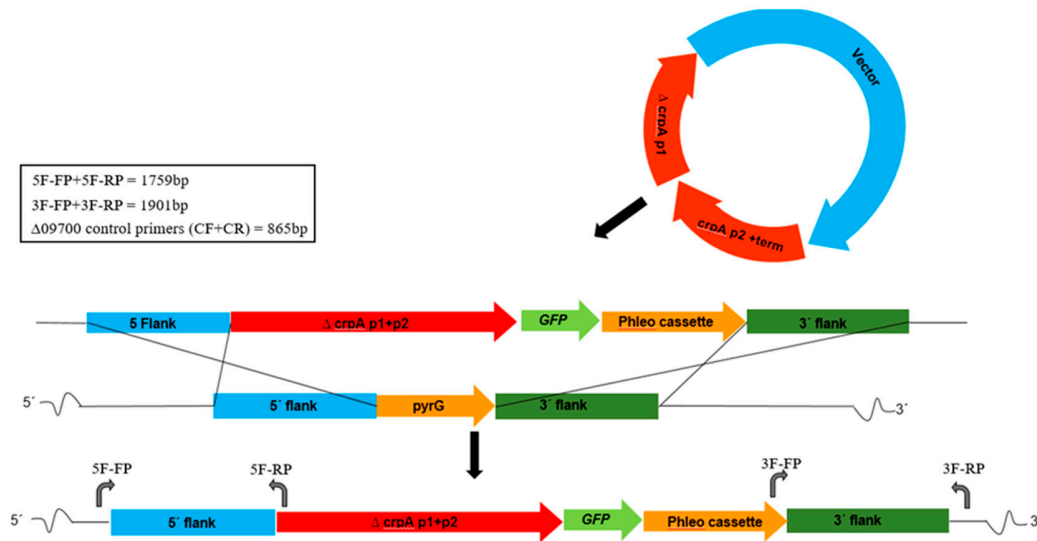 Vector
Δ crpA p1
crpA p2 +term
5F-FP+5F-RP = 1759bp
3F-FP+3F-RP = 1901bp
Δ09700 control primers (CF+CR) = 865bp
5 Flank
Δ crpA p1+p2
GFP
Phleo cassette
3´ flank
5´
5´ flank
pyrG
3´ flank
3´
5F-FP
5F-RP
3F-FP
3F-RP
5´
5´ flank
Δ crpA p1+p2
GFP
Phleo cassette
3´ flank
3